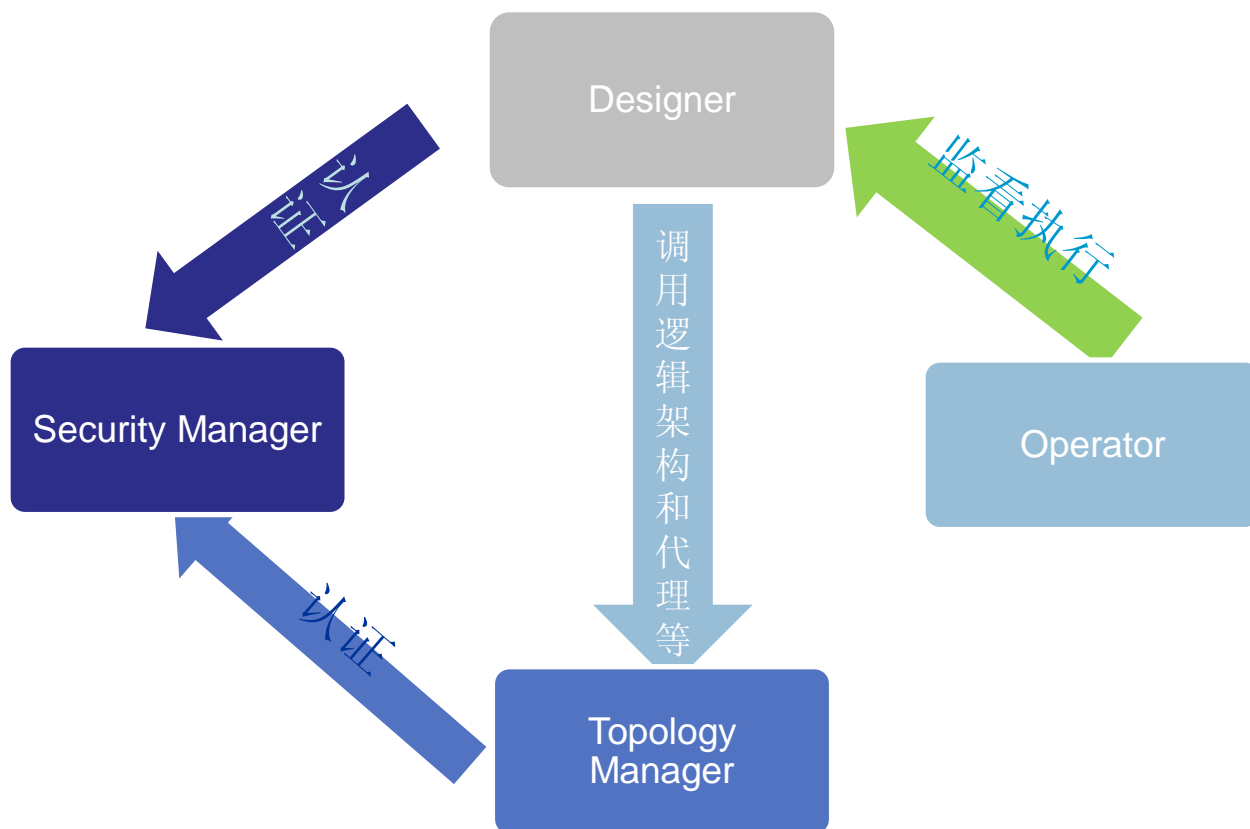 Designer
认证
监看执行
调用逻辑架构和代理等
Security Manager
Operator
认证
Topology
Manager